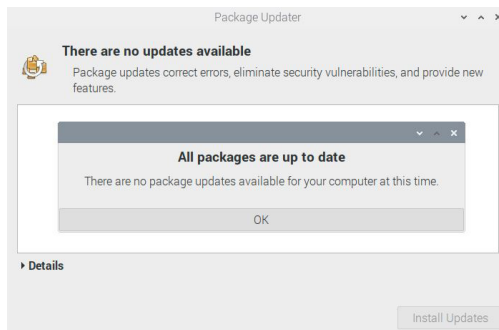 Package Updater
There are no updates available
Package updates correct errors, eliminate security vulnerabilities, and provide new
features.
All packages are up to date
There are no package updates available for your computer at this time.
OK
Details
Install Updates